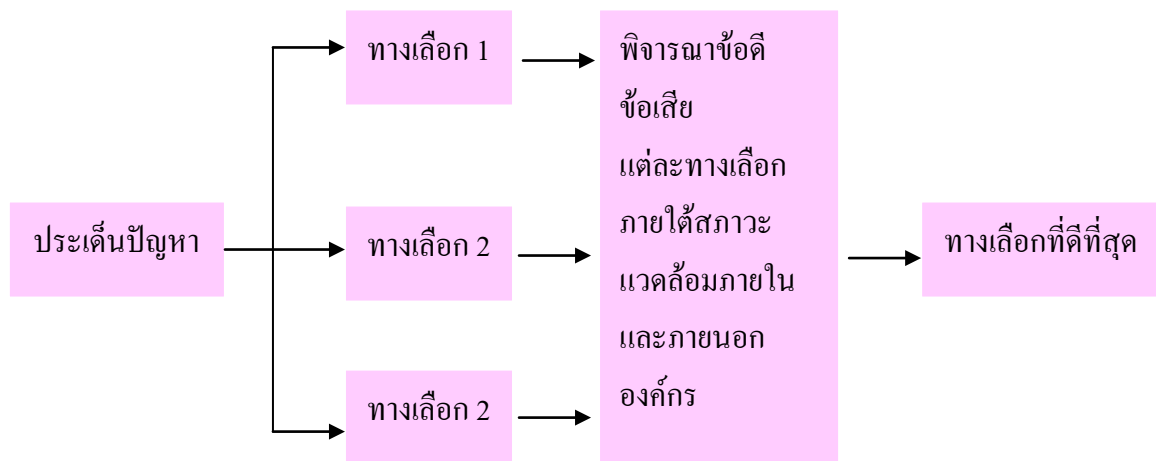 ประเด็นปัญหา
ทางเลือก 1
ทางเลือก 2
ทางเลือก 2
พิจารณาข้อดี
ข้อเสีย
แต่ละทางเลือก
ภายใต้สภาวะ
แวดล้อมภายใน
และภายนอก
องค์กร
ทางเลือกที่ดีที่สุด